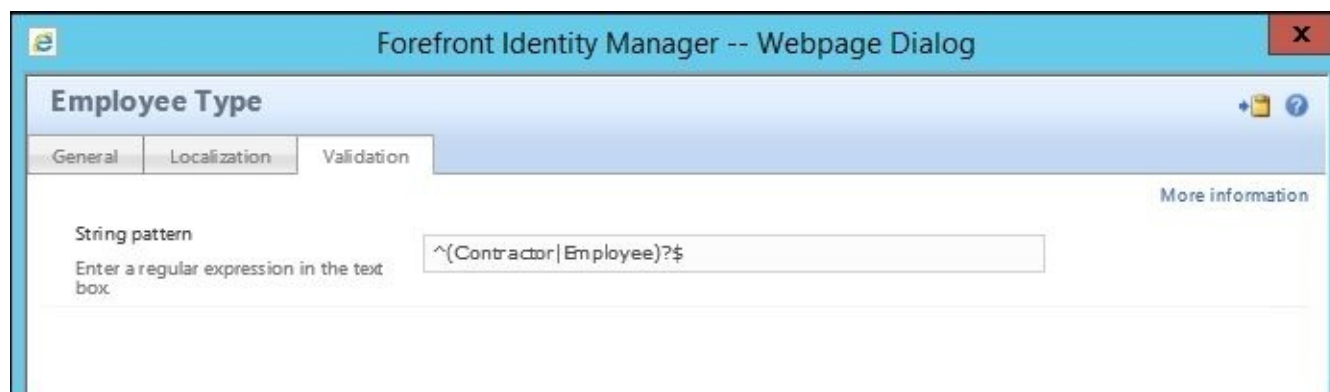 Forefront Identity Manager -- Webpage Dialog
x
Employee Type
General Localization Validation
More information
String pattern
^(Contractor|Employee)?$
Enter a regular expression in the text
box.